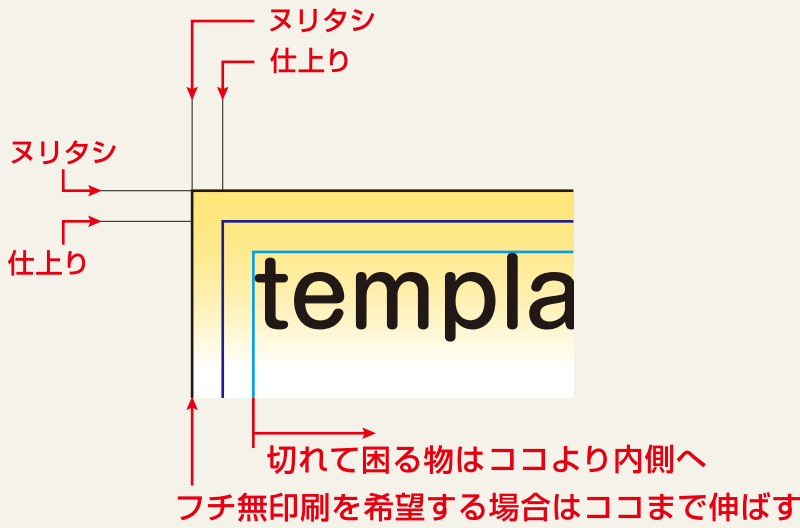 ヌリタシ
仕上り
ヌリタシ
仕上り
templa
切れて困る物はココより内側へ
フチ無印刷を希望する場合はココまで伸ばす